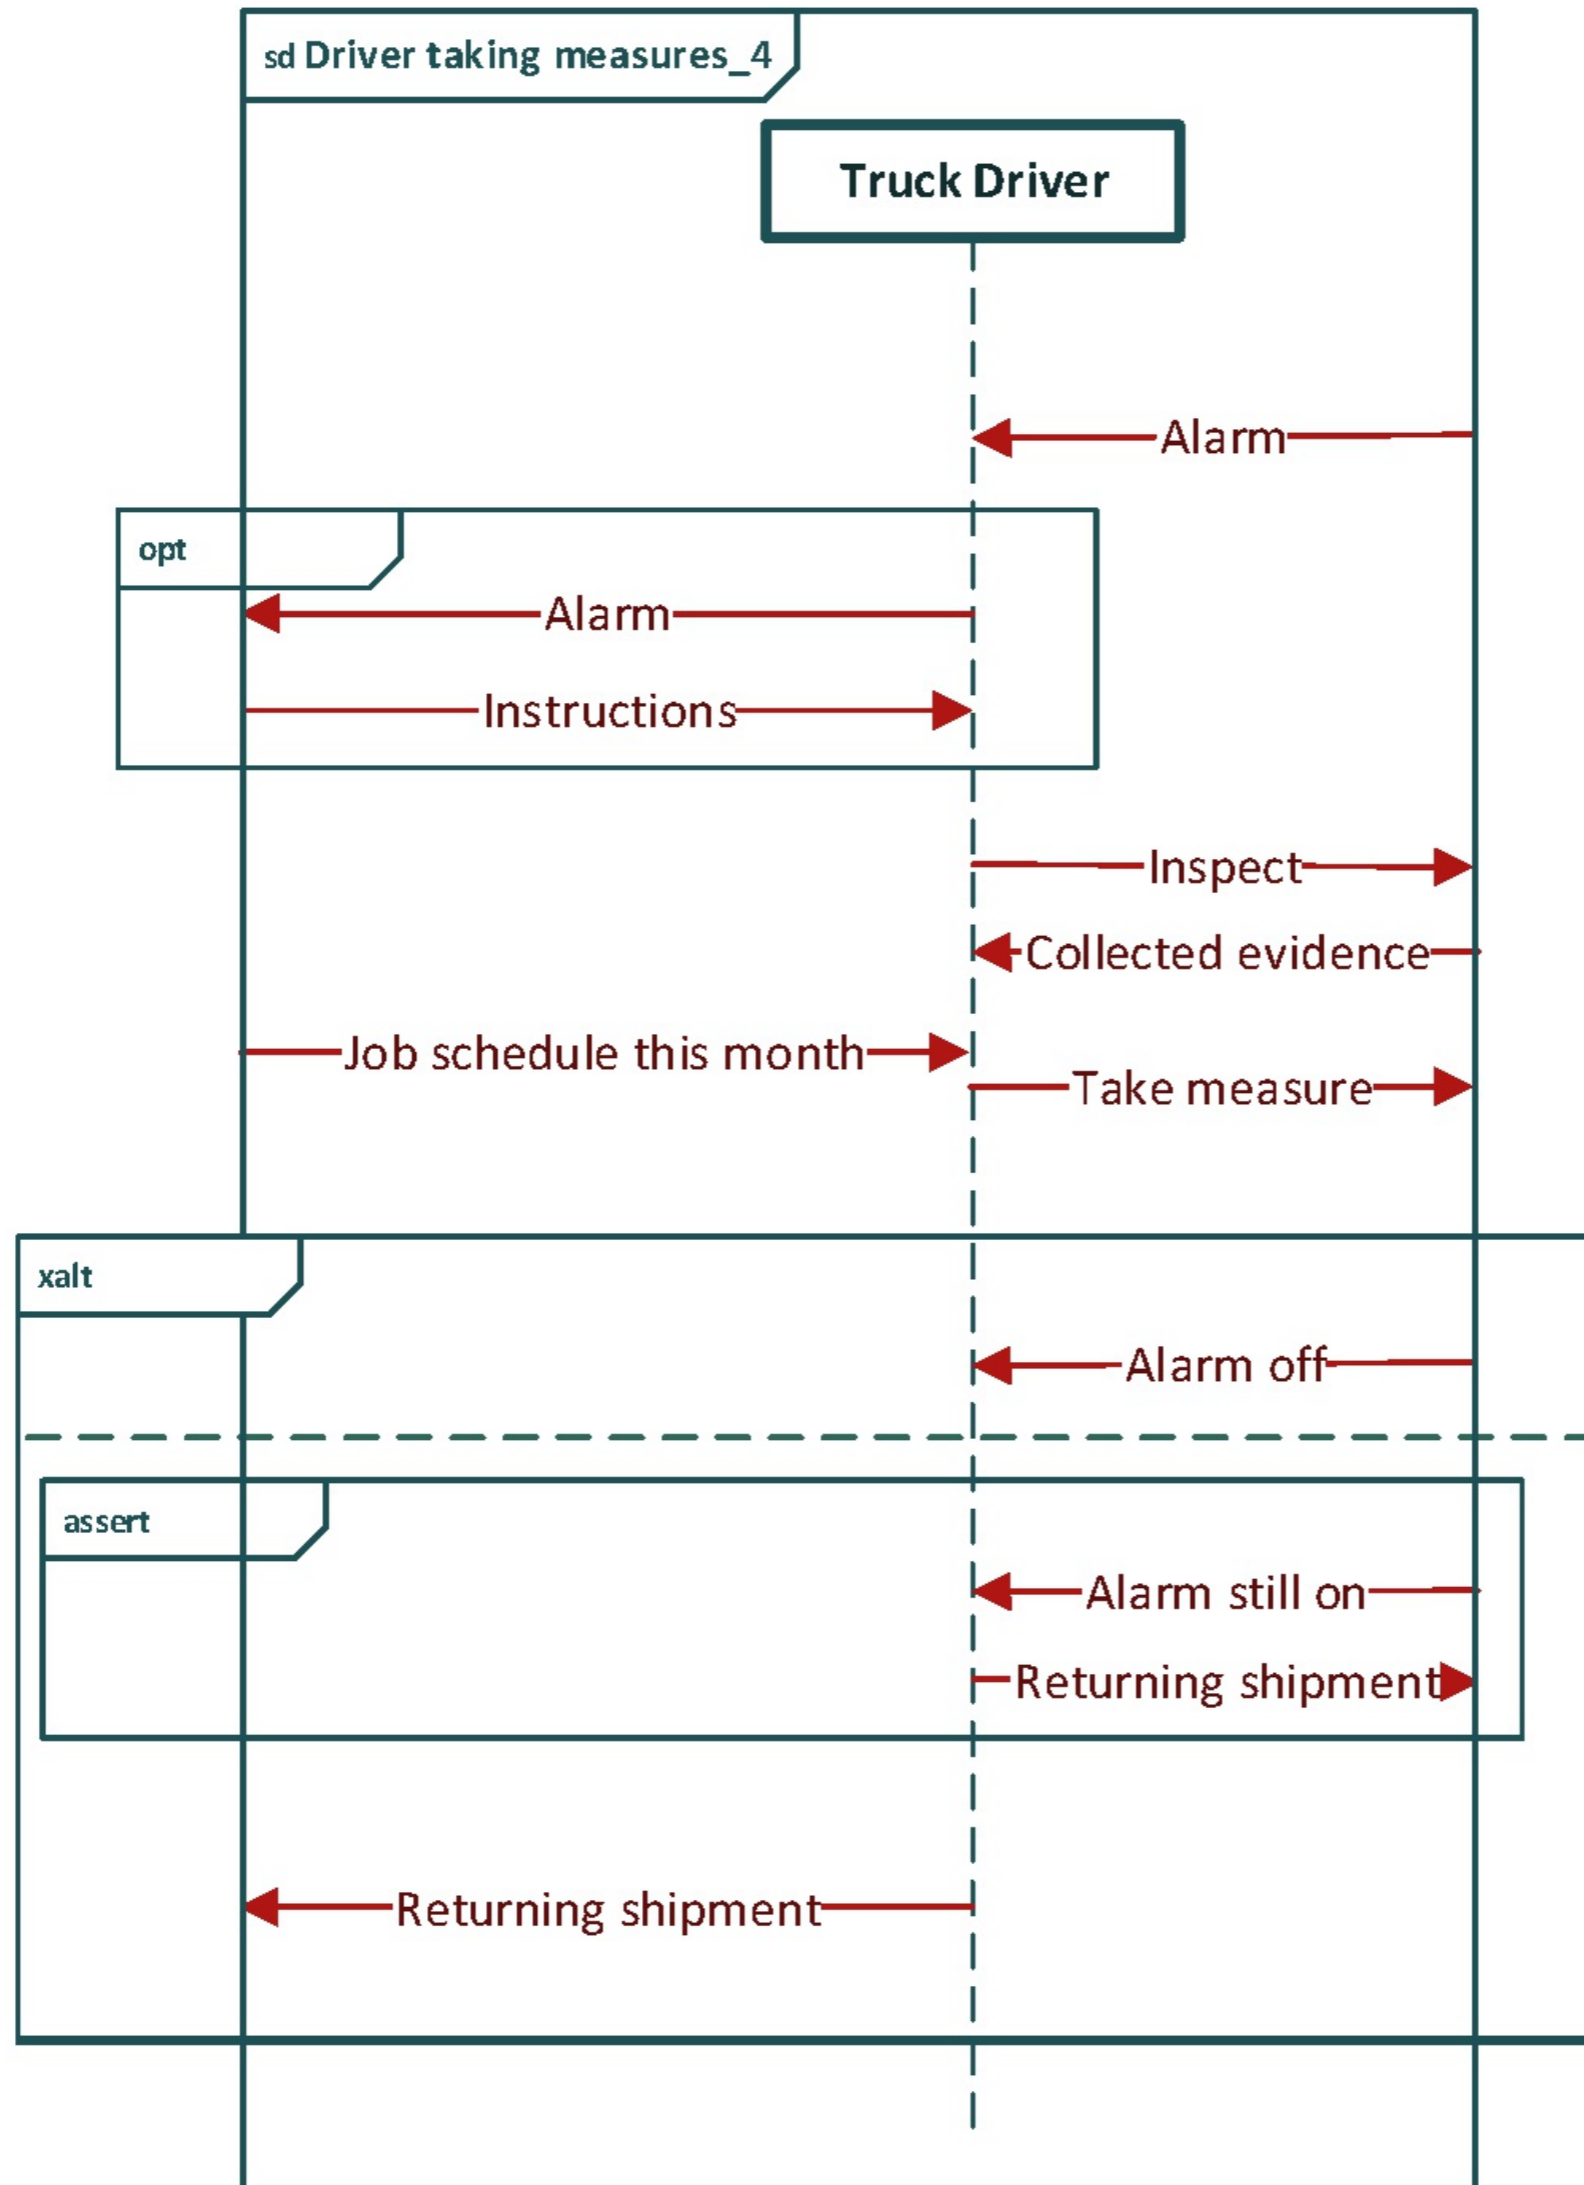 sd Driver taking measures_4
Truck Driver
Alarm
opt
Alarm
Instructions
Inspect
Collected evidence
Job schedule this month
Take measure
xalt
Alarm off
assert
Alarm still on
Returning shipment
Returning shipment